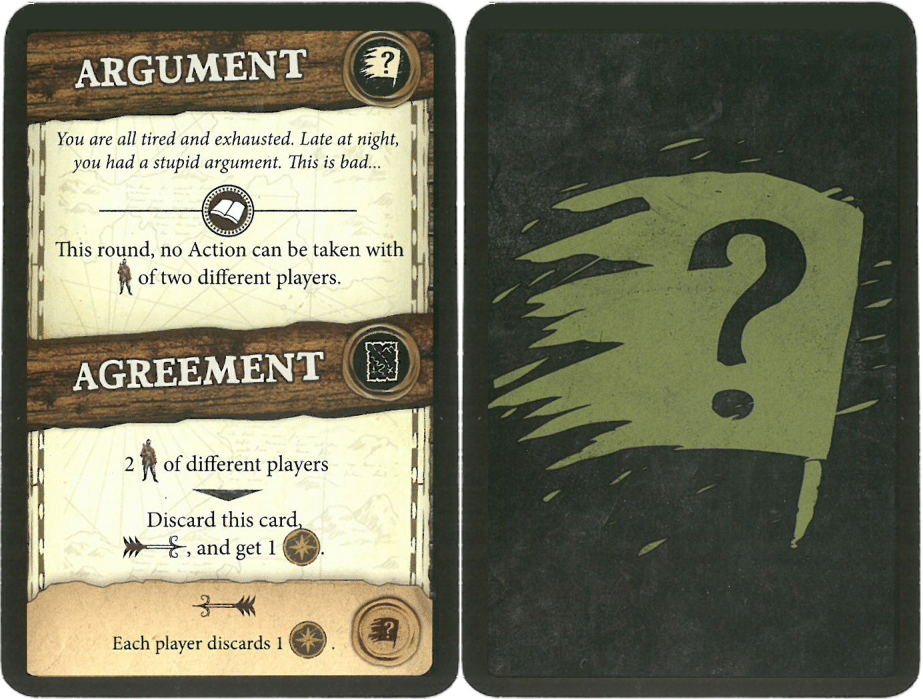 ARGUMENT
?
You are all tired and exhausted. Late at night,
you had a stupid argument. This is bad...
This round, no Action can be taken with
of two different players.
AGREEMENT
2 of different players
Discard this card,
, and get 1 .
Each player discards 1 .
?
?